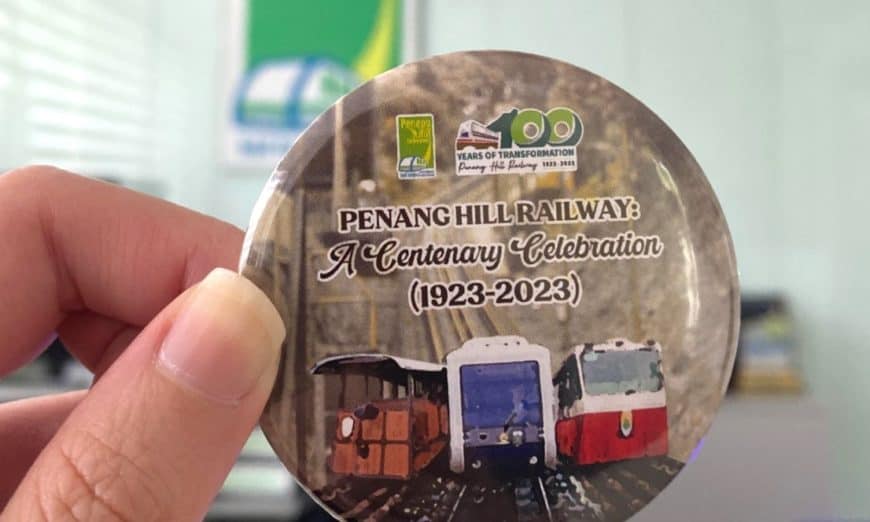 Penang
Hill
100
YEARS OF TRANSFORMATION
Penang Hill Railway 1923-2023
PENANG HILL RAILWAY:
A Centenary Celebration
(1923-2023)